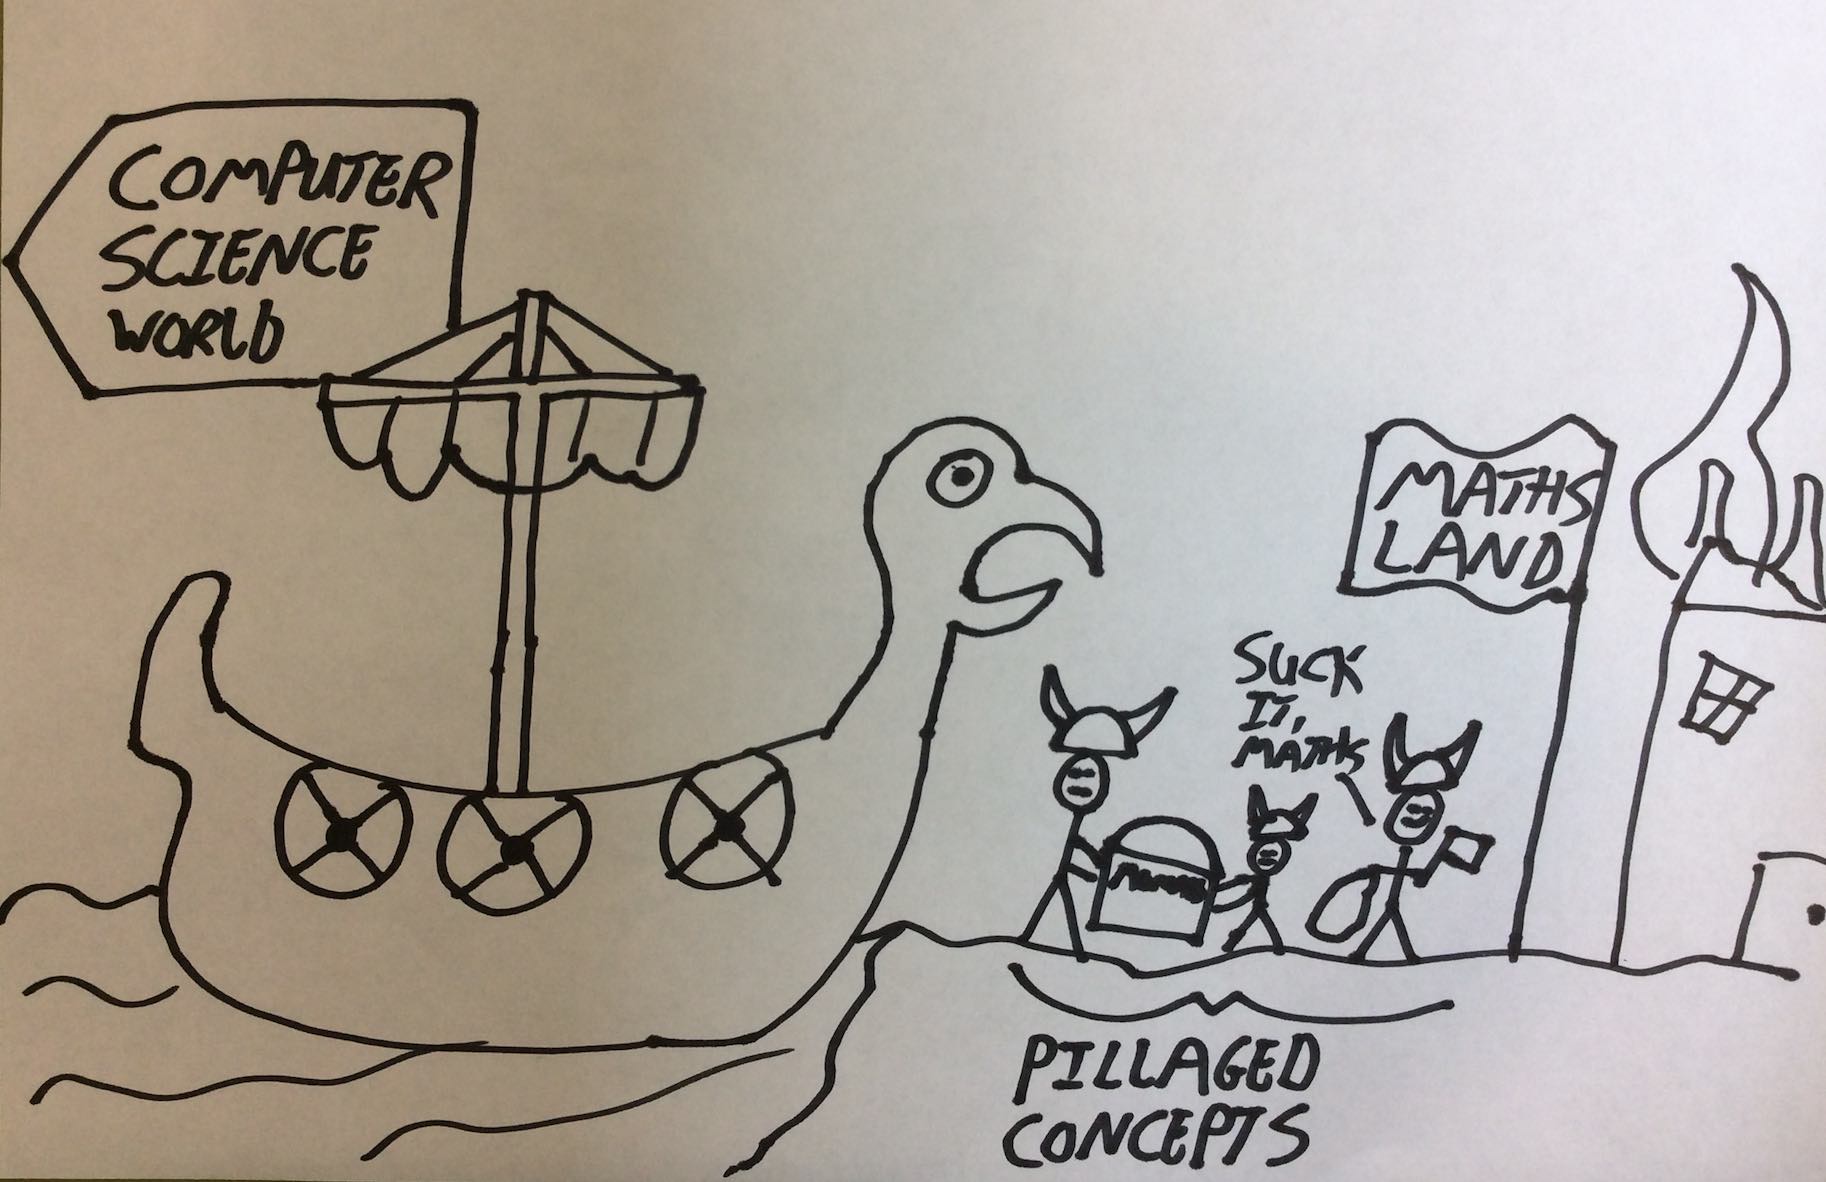 COMPUTER
SCIENCE
WORLD
MATHS
LAND
SUCK
IT,
MATHS
PILLAGED
CONCEPTS